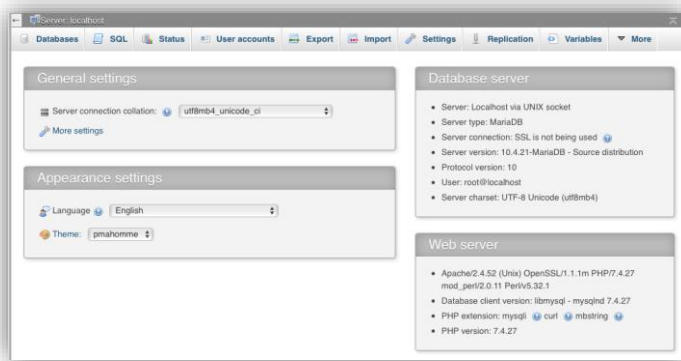 Server: localhost
Databases SQL Status User accounts Export Import Settings Replication Variables More
General settings
Server connection collation: utf8mb4_unicode_ci
More settings
Appearance settings
Language English
Theme: pmahomme
Database server
Server: Localhost via UNIX socket
Server type: MariaDB
Server connection: SSL is not being used
Server version: 10.4.21-MariaDB - Source distribution
Protocol version: 10
User: root@localhost
Server charset: UTF-8 Unicode (utf8mb4)
Web server
Apache/2.4.52 (Unix) OpenSSL/1.1.1m PHP/7.4.27
mod_perl/2.0.11 Perl/v5.32.1
Database client version: libmysql - mysqlnd 7.4.27
PHP extension: mysqli curl mbstring
PHP version: 7.4.27